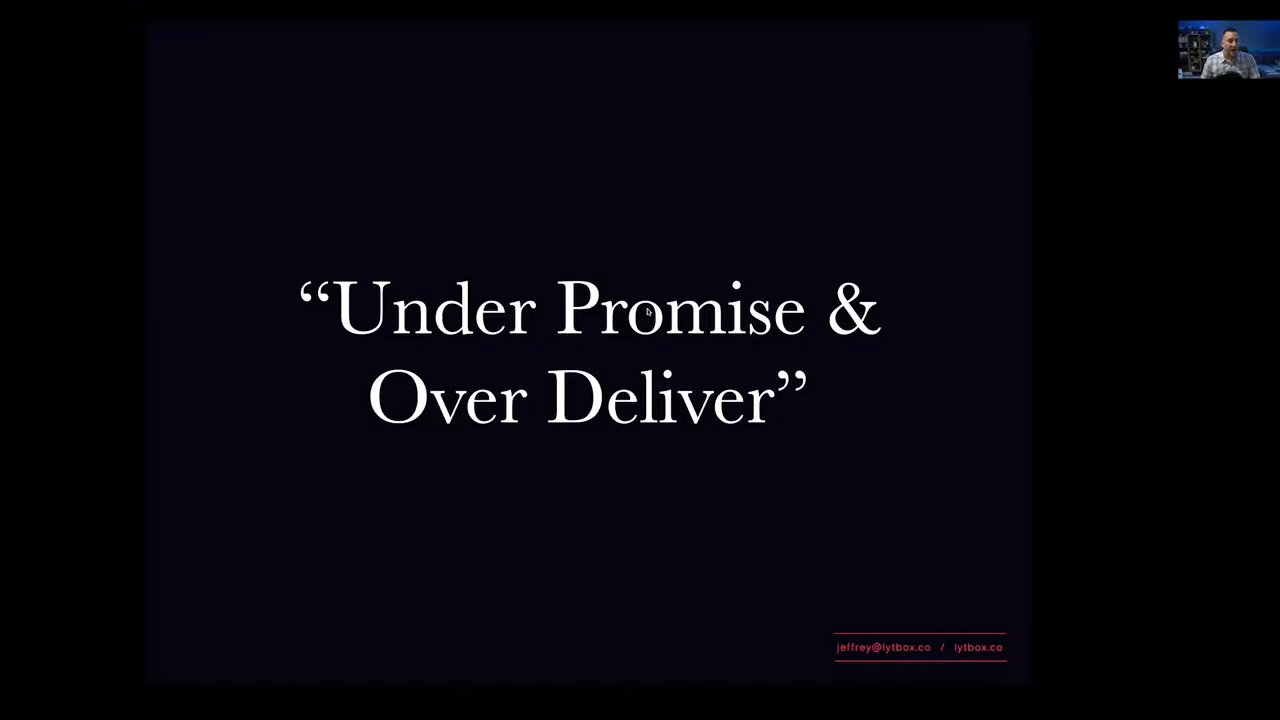 “Under Promise &
Over Deliver”
jeffrey@lytbox.co / lytbox.co